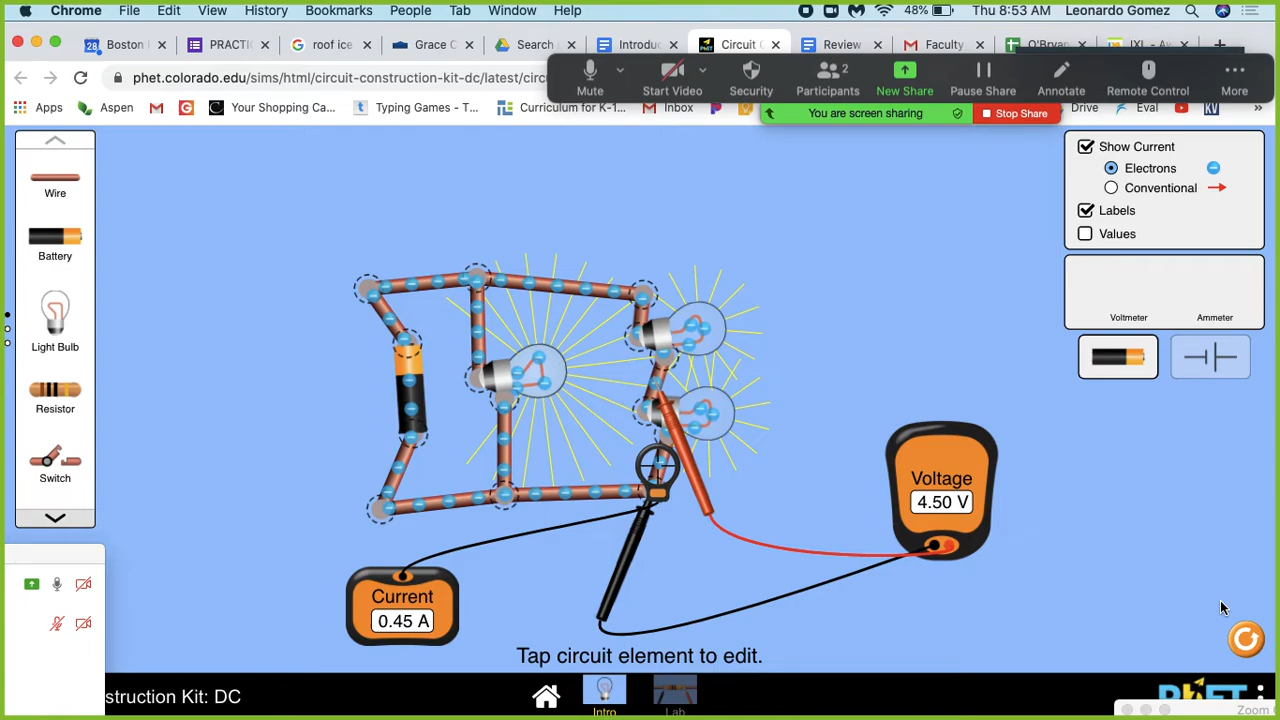 Chrome File Edit View History Bookmarks People Tab Window Help 48% Thu 8:53 AM Leonardo Gomez
28 Boston PRACTI roof ice Grace C Search Introduc Circuit C Review Faculty O'Bryan IXL - A
phet.colorado.edu/sims/html/circuit-construction-kit-dc/latest/circ
Mute Start Video Security 2 Participants New Share Pause Share Annotate Remote Control More
Apps Aspen Your Shopping Ca... Typing Games - T... Curriculum for K-1... Inbox Drive Eval KV
You are screen sharing Stop Share
Wire
Battery
Light Bulb
Resistor
Switch
Show Current
Electrons
Conventional
Labels
Values
Voltmeter Ammeter
Voltage
4.50 V
Current
0.45 A
Tap circuit element to edit.
struction Kit: DC
Intro
Lab
PhET
Zoom